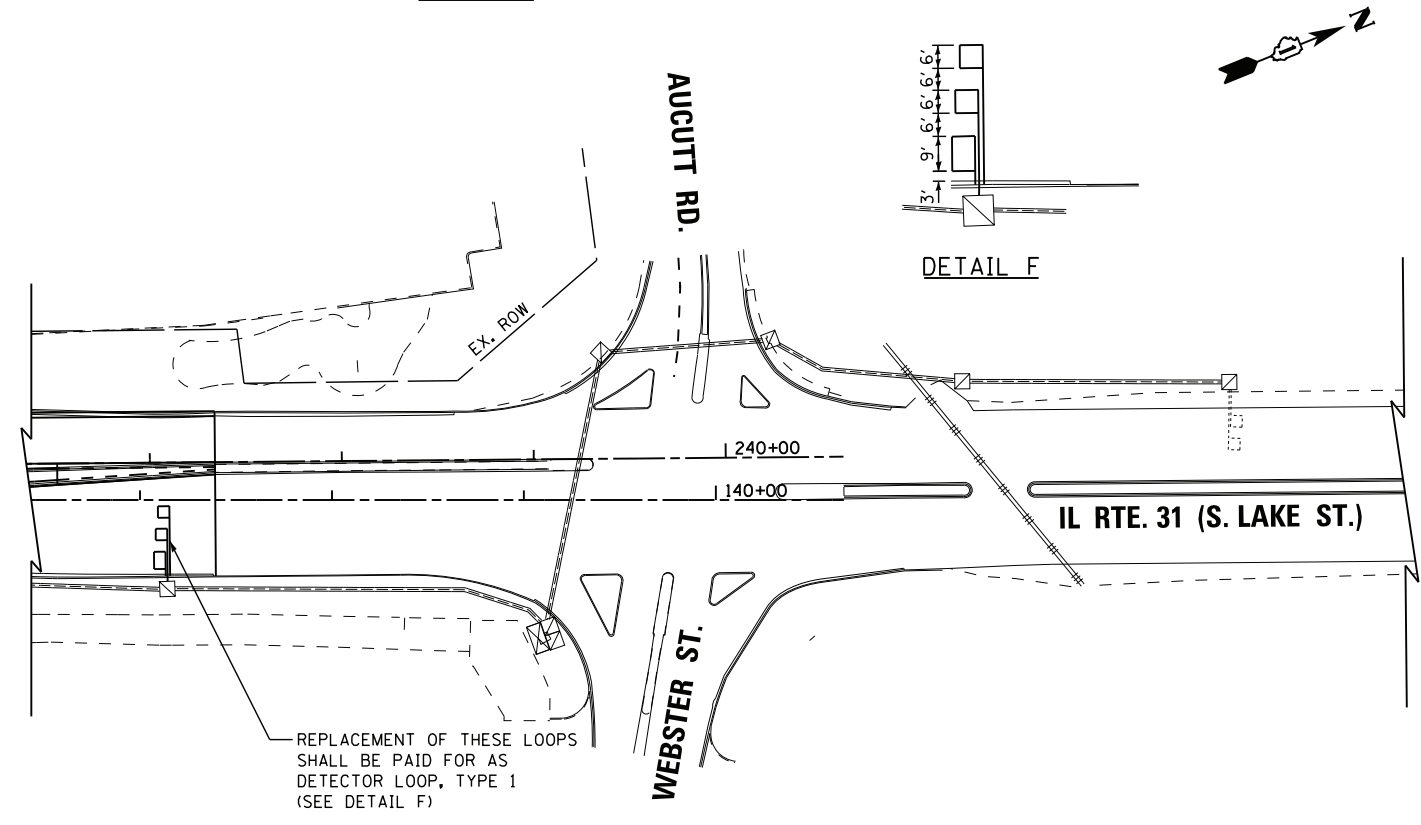 N
AUCUTT RD.
6'
6'
6'
6'
9'
3'
DETAIL F
EX. ROW
240+00
140+00
IL RTE. 31 (S. LAKE ST.)
WEBSTER ST.
REPLACEMENT OF THESE LOOPS
SHALL BE PAID FOR AS
DETECTOR LOOP, TYPE 1
(SEE DETAIL F)